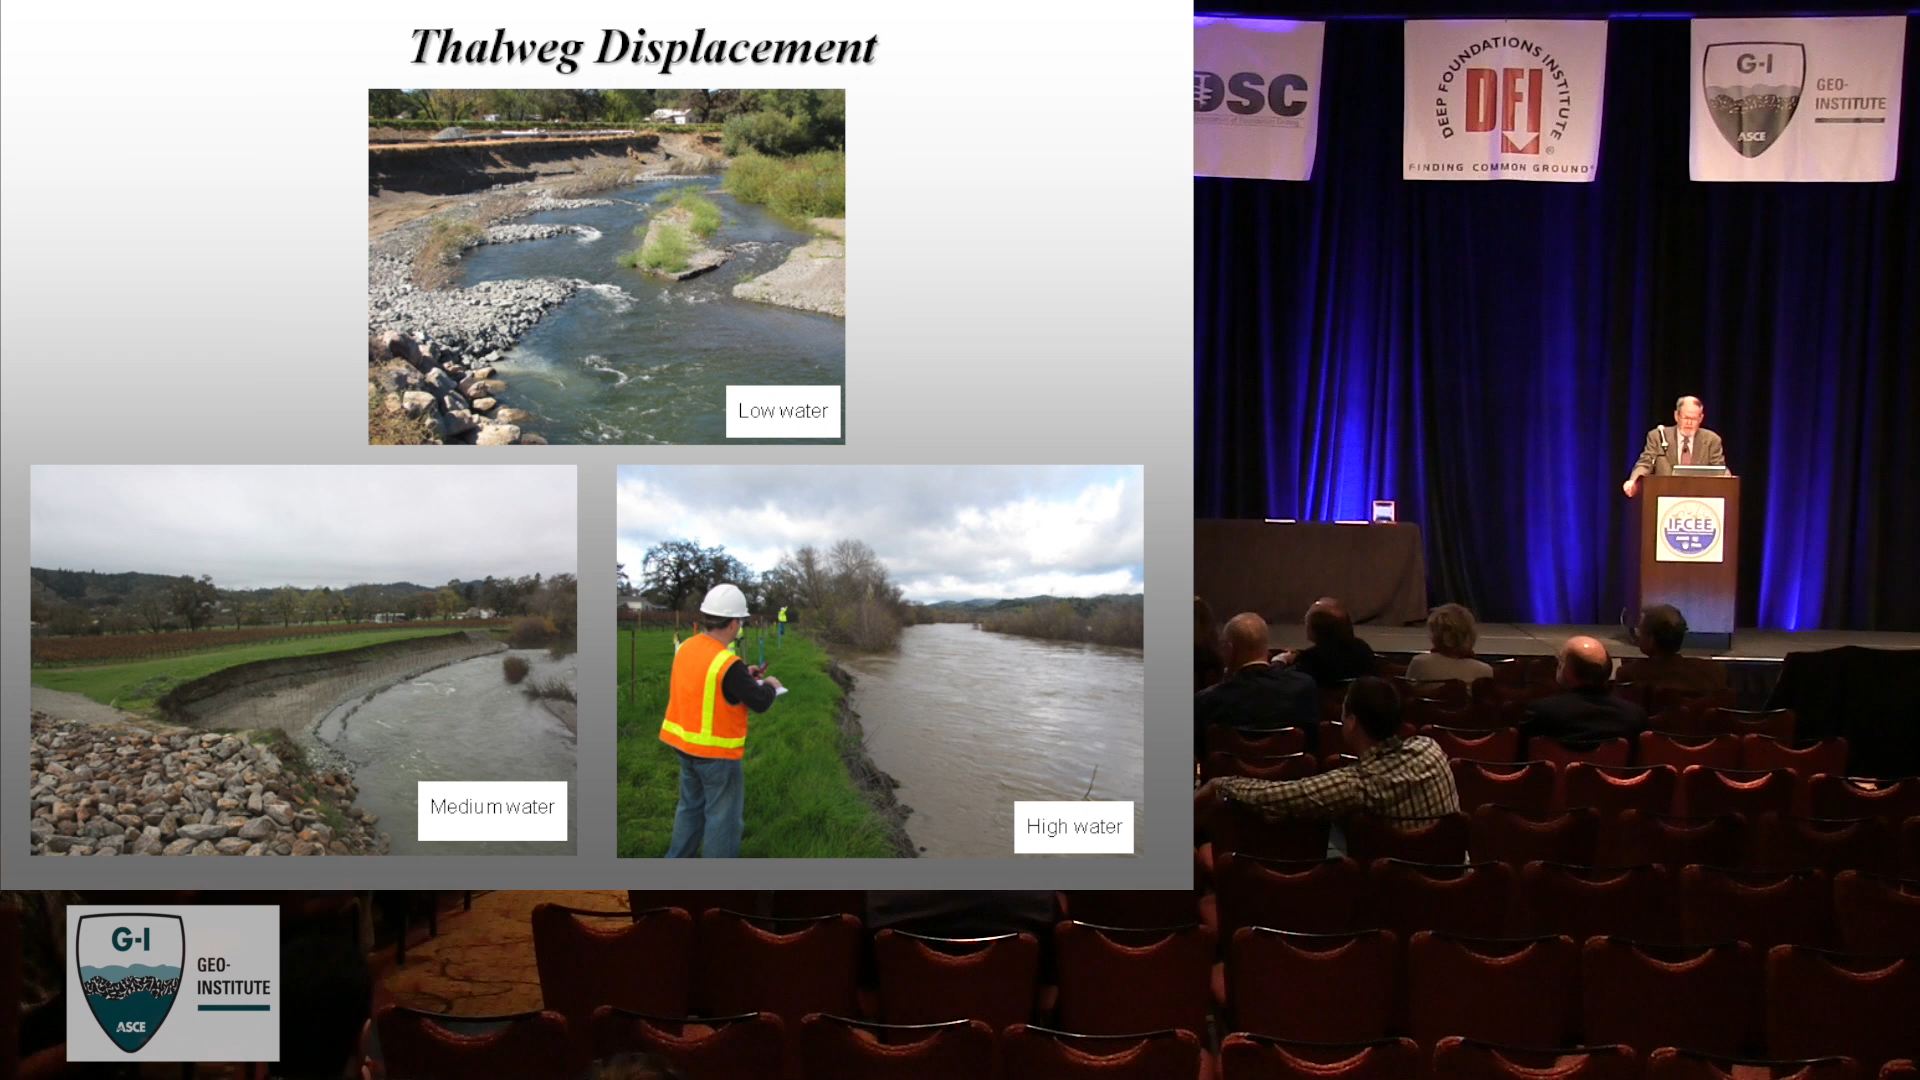 Thalweg Displacement
Low water
Medium water
High water
DSC
DEEP FOUNDATIONS INSTITUTE
DFI
®
FINDING COMMON GROUND®
G-I
ASCE
GEO-
INSTITUTE
IFCEE
G-I
ASCE
GEO-
INSTITUTE